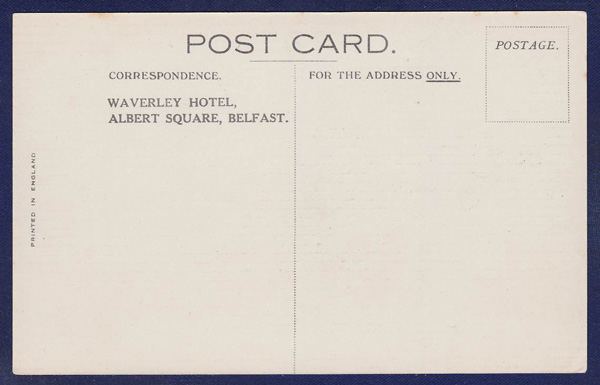 POST CARD.
POSTAGE.
CORRESPONDENCE.
FOR THE ADDRESS ONLY.
WAVERLEY HOTEL,
ALBERT SQUARE, BELFAST.
PRINTED IN ENGLAND